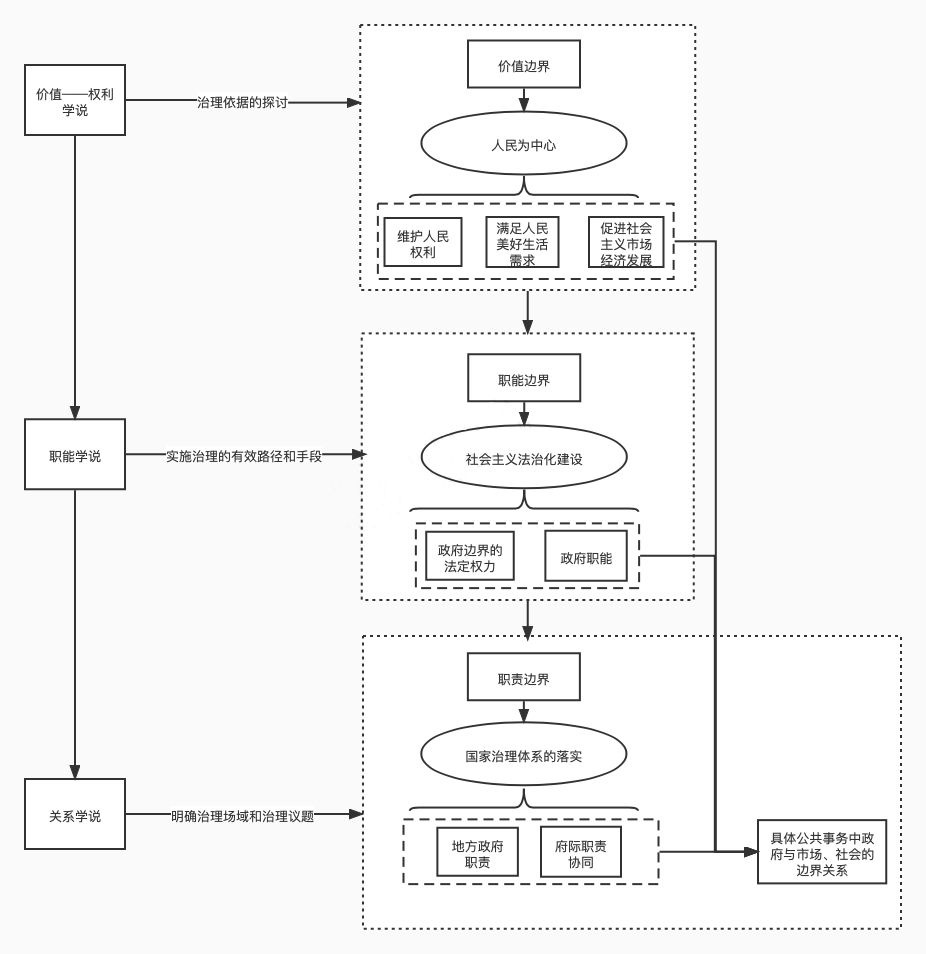 价值——权利
学说
治理依据的探讨
价值边界
人民为中心
维护人民
权利
满足人民
美好生活
需求
促进社会
主义市场
经济发展
职能学说
实施治理的有效路径和手段
职能边界
社会主义法治化建设
政府边界的
法定权力
政府职能
关系学说
明确治理场域和治理议题
职责边界
国家治理体系的落实
地方政府
职责
府际职责
协同
具体公共事务中政
府与市场、社会的
边界关系